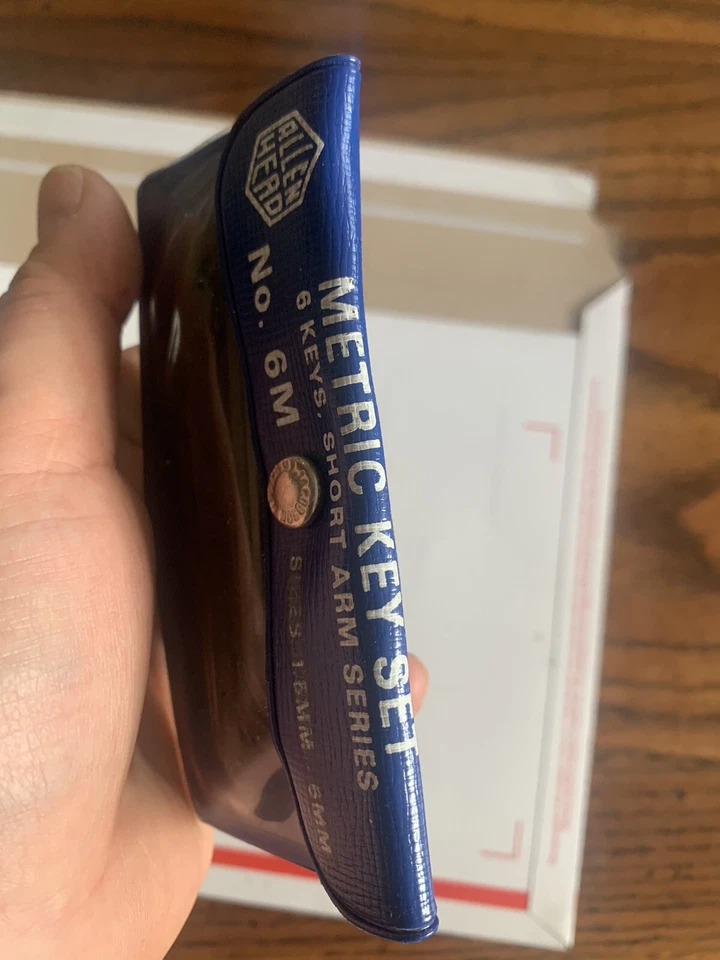 ALLEN
HEAD
No. 6M
METRIC KEY SET
6 KEYS, SHORT ARM SERIES
SIZES 1.5MM - 6MM